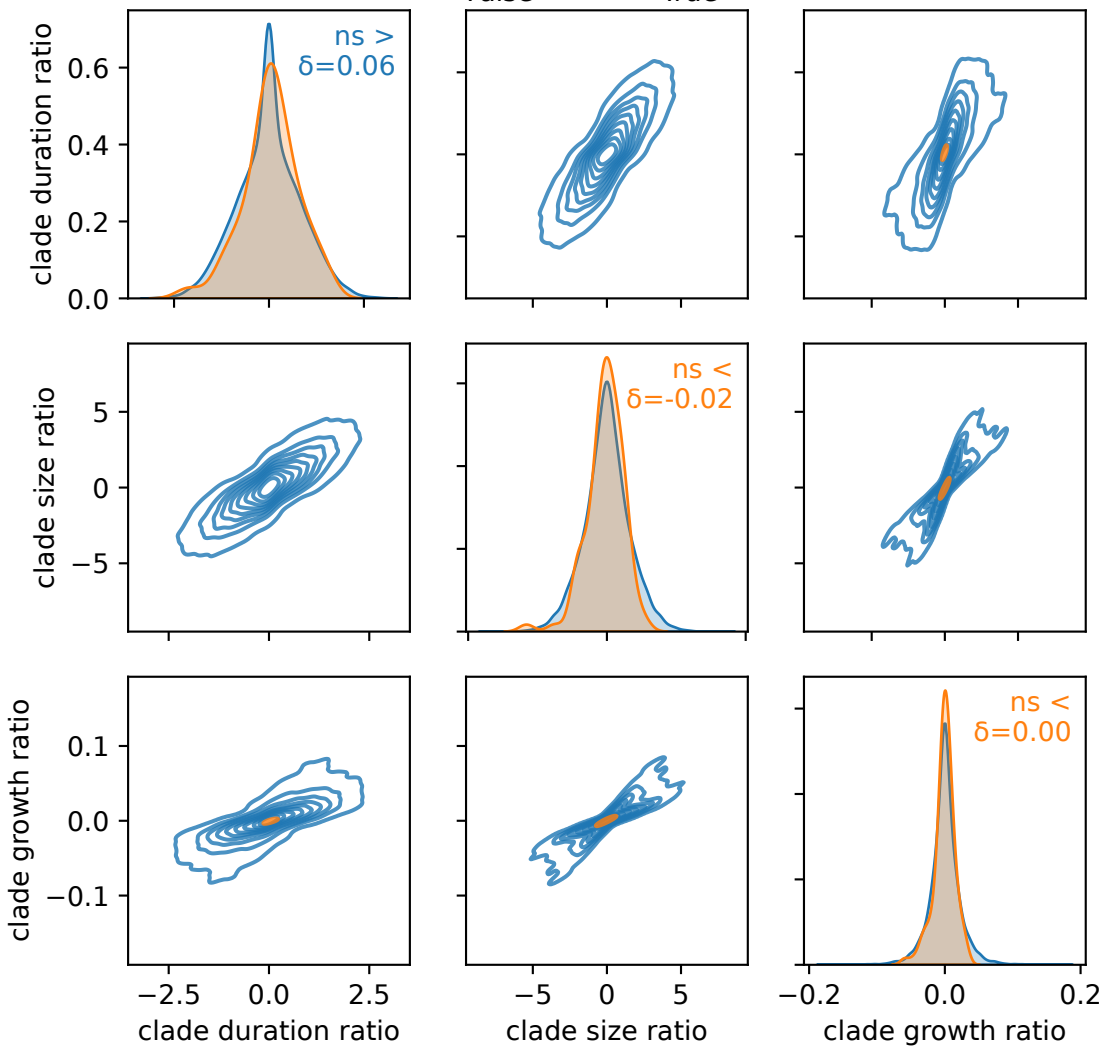 clade duration ratio
0.6
0.4
0.2
0.0
ns >
δ=0.06
clade size ratio
5
0
−5
ns <
δ=-0.02
clade growth ratio
0.1
0.0
−0.1
ns <
δ=0.00
−2.5 0.0 2.5
−5 0 5
−0.2 0.0 0.2
clade duration ratio
clade size ratio
clade growth ratio